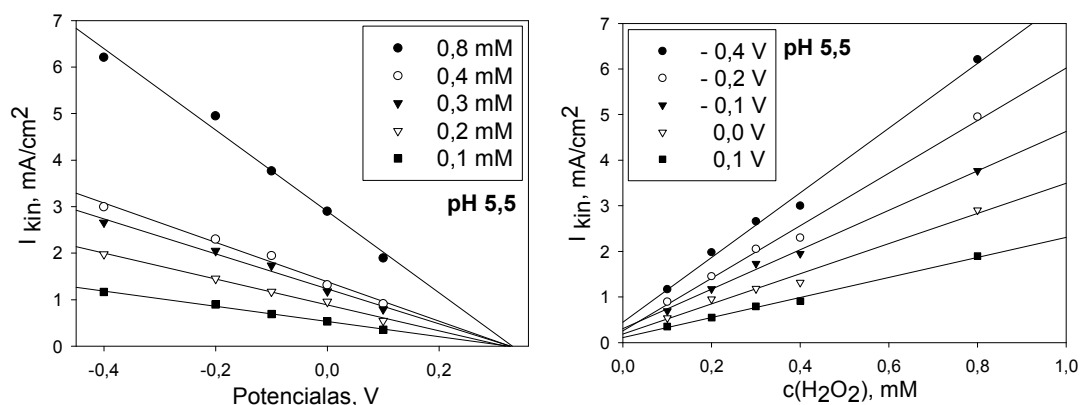 7
6
5
4
3
2
1
0
I kin, mA/cm²
-0,4
-0,2
0,0
0,2
Potencialas, V
0,8 mM
0,4 mM
0,3 mM
0,2 mM
0,1 mM
pH 5,5
7
6
5
4
3
2
1
0
I kin, mA/cm²
0,0
0,2
0,4
0,6
0,8
1,0
c(H₂O₂), mM
- 0,4 V
- 0,2 V
- 0,1 V
0,0 V
0,1 V
pH 5,5